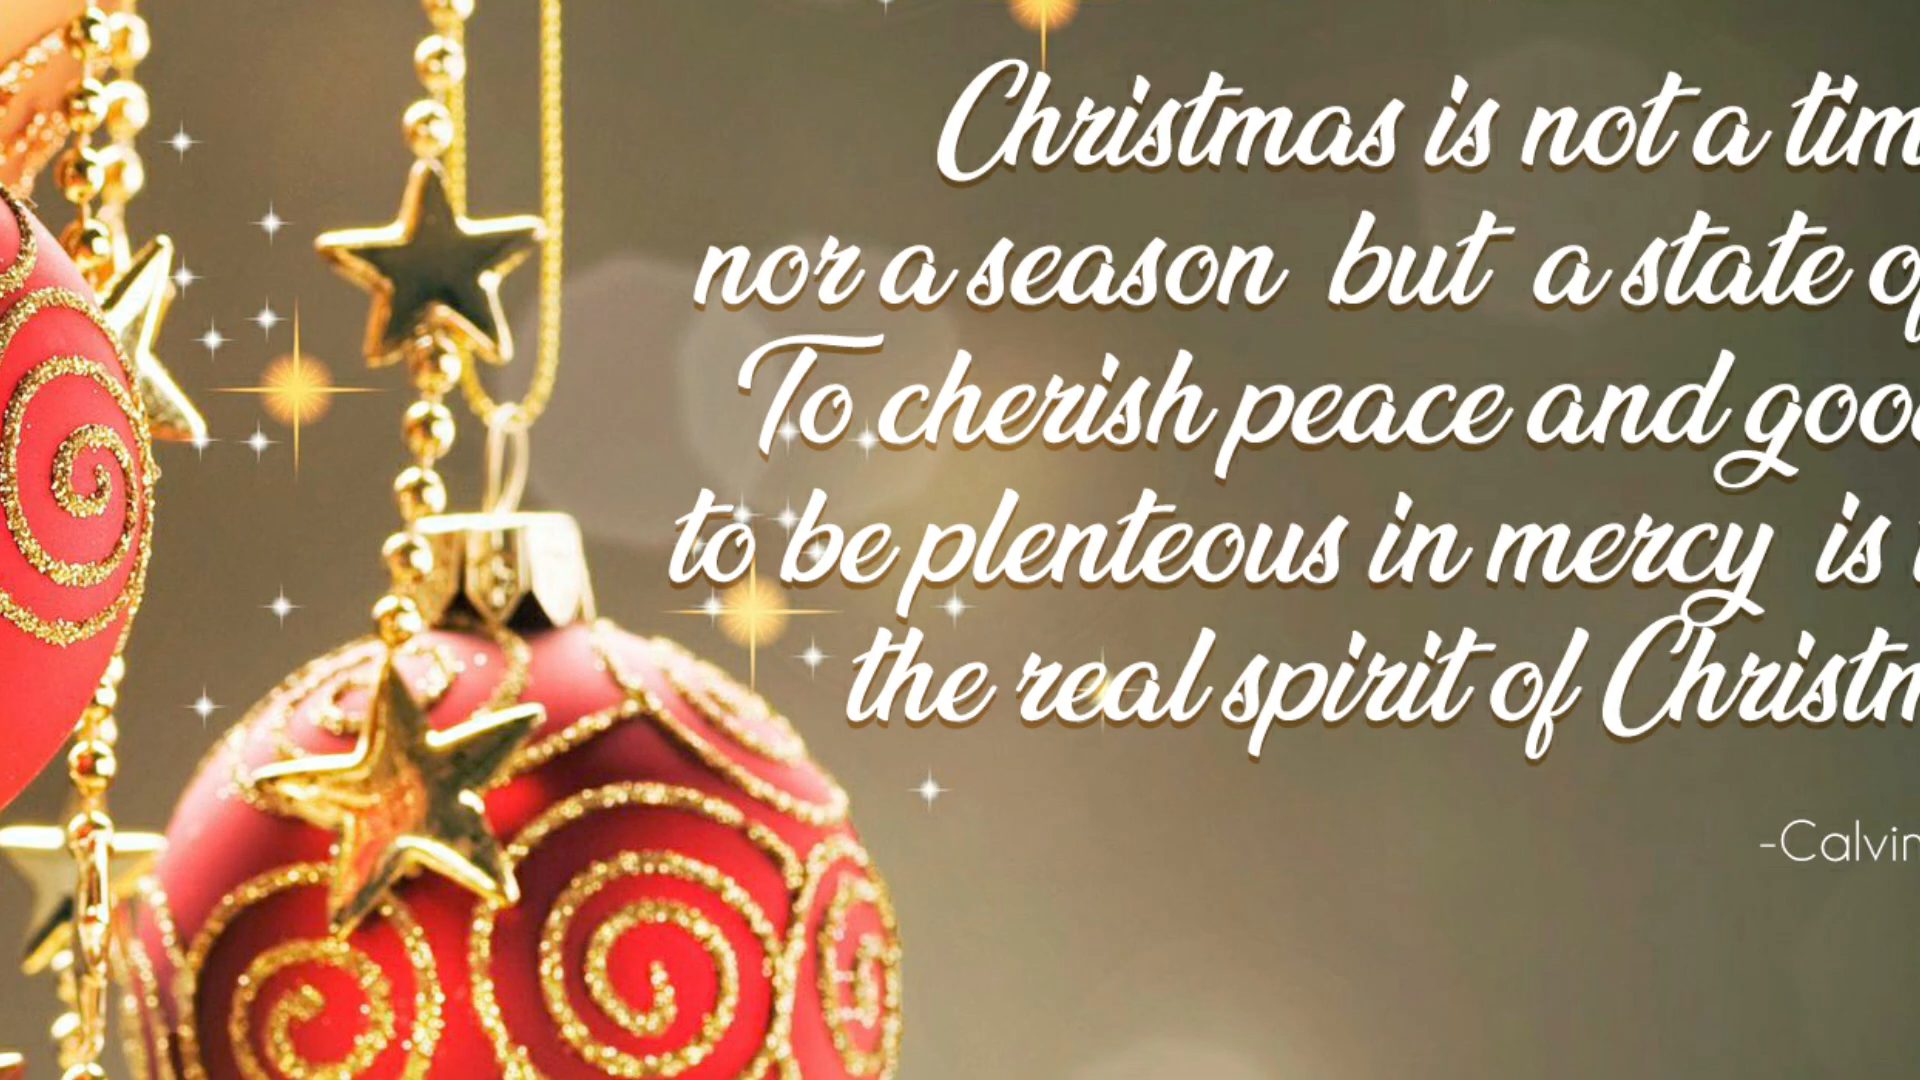 Christmas is not a tim
nor a season but a state of
To cherish peace and goo
to be plenteous in mercy is
the real spirit of Christm
-Calvin